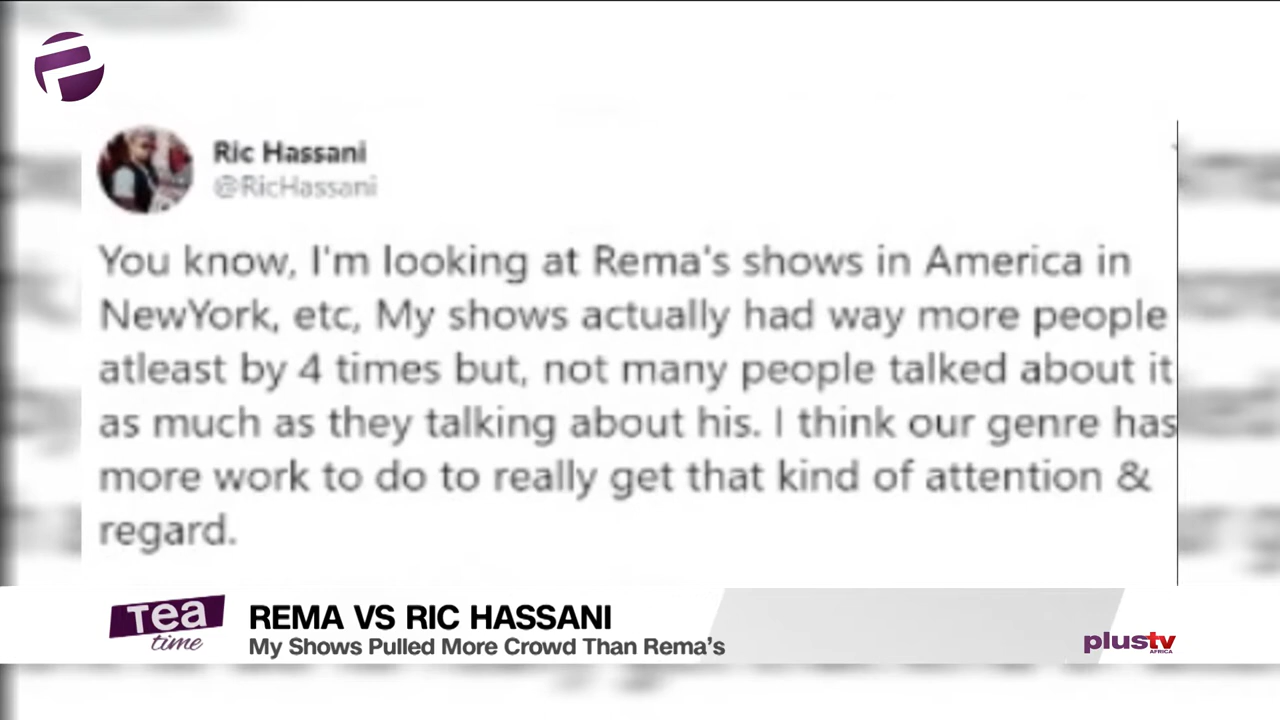 Ric Hassani
@RicHassani
You know, I'm looking at Rema's shows in America in
NewYork, etc, My shows actually had way more people
atleast by 4 times but, not many people talked about it
as much as they talking about his. I think our genre has
more work to do to really get that kind of attention &
regard.
Tea
time
REMA VS RIC HASSANI
My Shows Pulled More Crowd Than Rema's
plustv
AFRICA